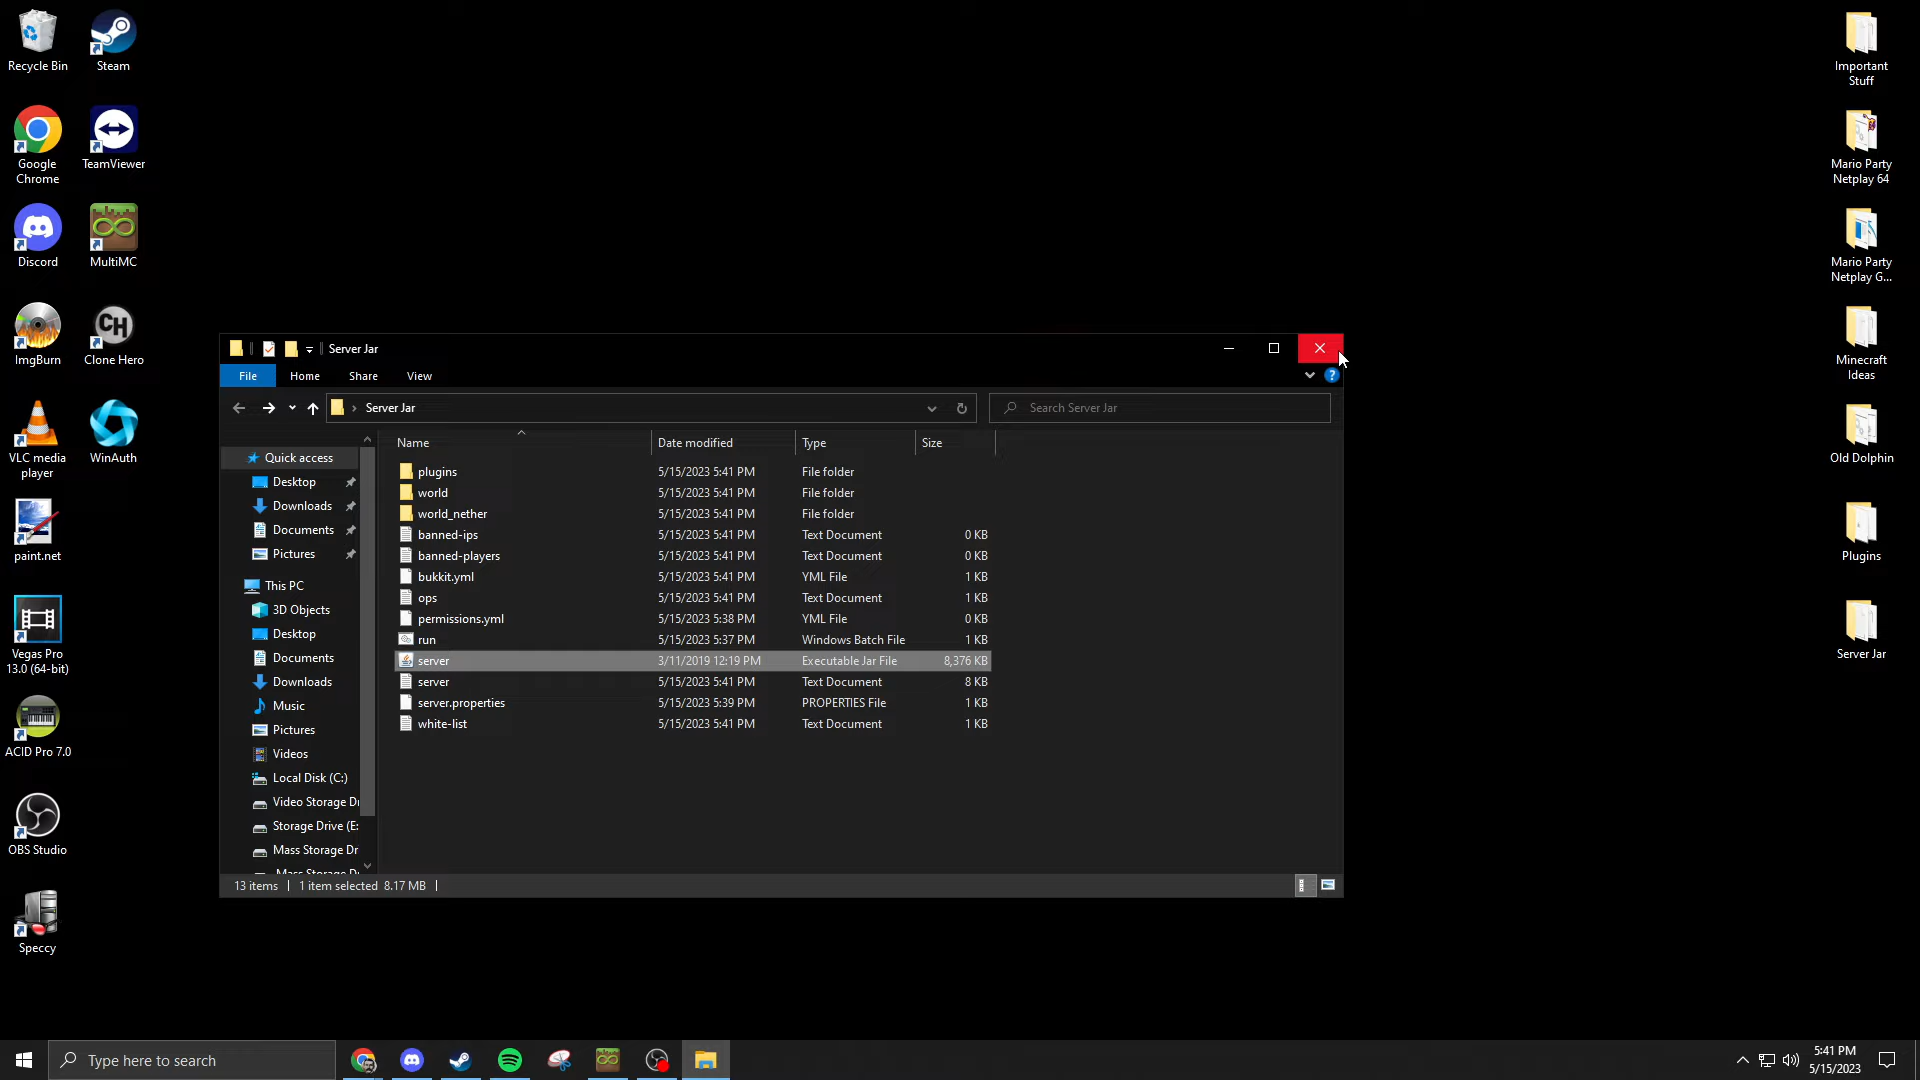 Recycle Bin
Steam
Google
Chrome
TeamViewer
Discord
MultiMC
ImgBurn
Clone Hero
VLC media
player
WinAuth
paint.net
Vegas Pro
13.0 (64-bit)
ACID Pro 7.0
OBS Studio
Speccy
Server Jar
File
Home
Share
View
Server Jar
Search Server Jar
Quick access
Desktop
Downloads
Documents
Pictures
This PC
3D Objects
Desktop
Documents
Downloads
Music
Pictures
Videos
Local Disk (C:)
Video Storage Dr
Storage Drive (E:
Mass Storage Dr
Mass Storage Dr
Name Date modified Type Size
plugins 5/15/2023 5:41 PM File folder
world 5/15/2023 5:41 PM File folder
world_nether 5/15/2023 5:41 PM File folder
banned-ips 5/15/2023 5:41 PM Text Document 0 KB
banned-players 5/15/2023 5:41 PM Text Document 0 KB
bukkit.yml 5/15/2023 5:41 PM YML File 1 KB
ops 5/15/2023 5:41 PM Text Document 1 KB
permissions.yml 5/15/2023 5:38 PM YML File 0 KB
run 5/15/2023 5:37 PM Windows Batch File 1 KB
server 3/11/2019 12:19 PM Executable Jar File 8,376 KB
server 5/15/2023 5:41 PM Text Document 8 KB
server.properties 5/15/2023 5:39 PM PROPERTIES File 1 KB
white-list 5/15/2023 5:41 PM Text Document 1 KB
13 items 1 item selected 8.17 MB
Important
Stuff
Mario Party
Netplay 64
Mario Party
Netplay G...
Minecraft
Ideas
Old Dolphin
Plugins
Server Jar
Type here to search
5:41 PM
5/15/2023